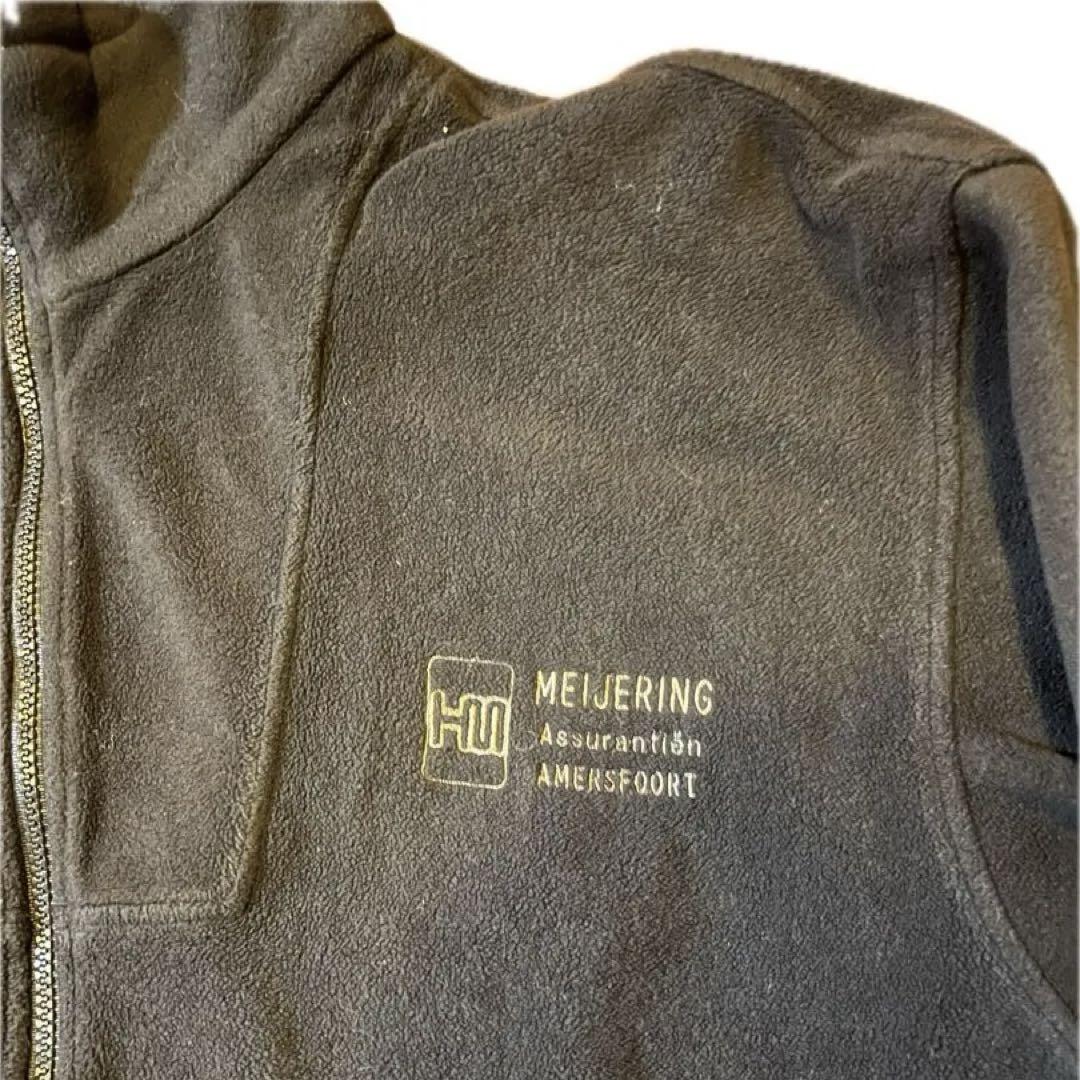 HM
MEIJERING
Assurantiën
AMERSFOORT